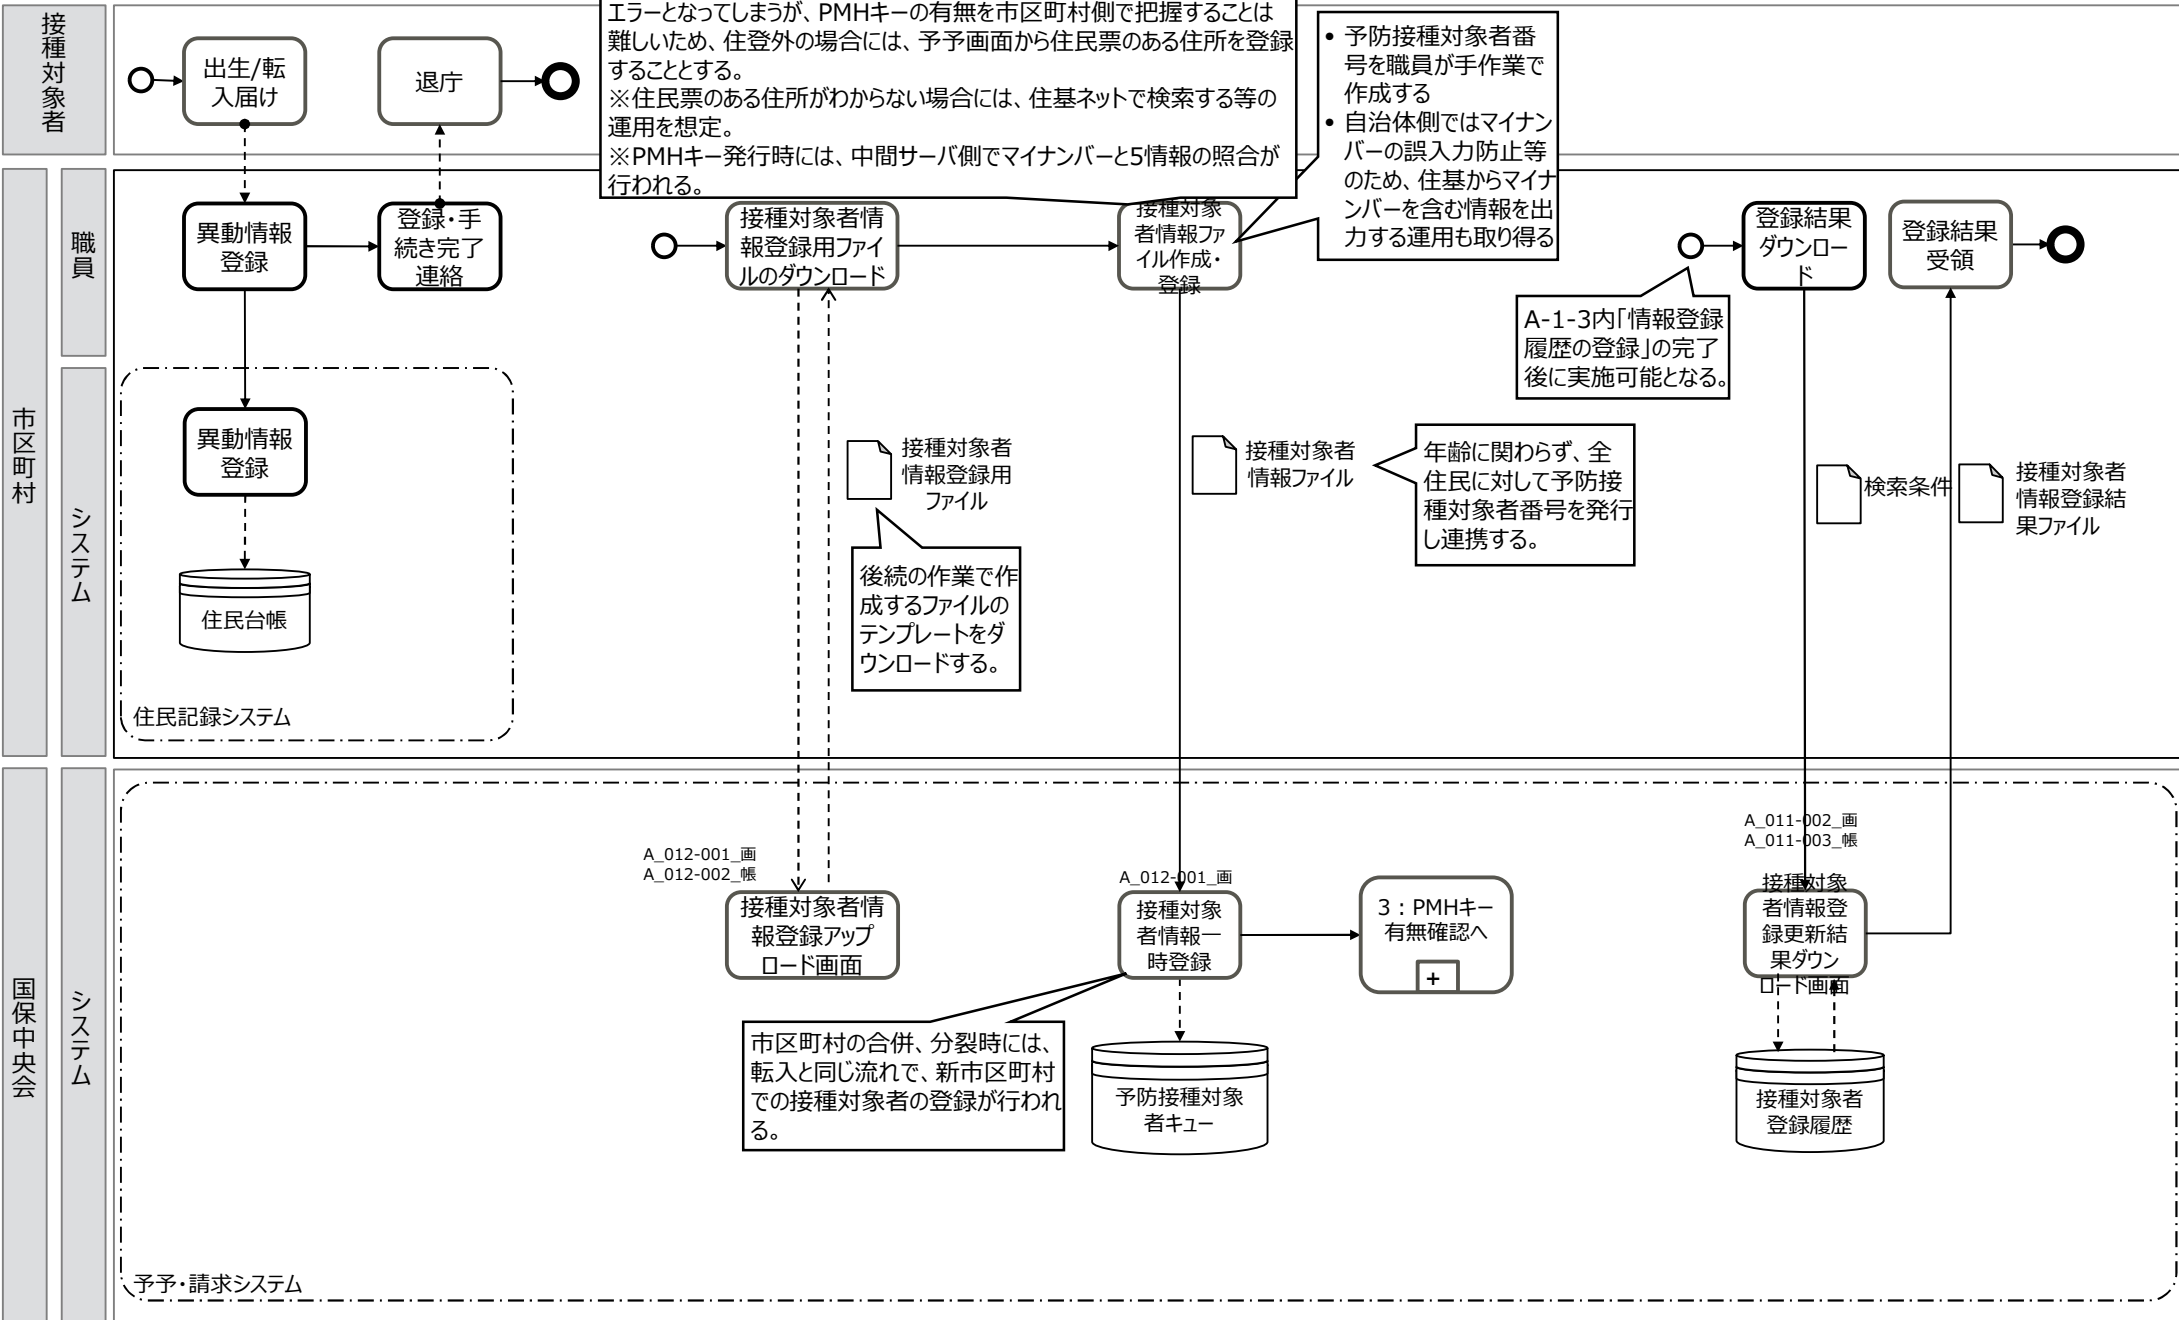 接種対象者
エラーとなってしまうが、PMHキーの有無を市区町村側で把握することは
難しいため、住登外の場合には、予予画面から住民票のある住所を登録
することとする。
※住民票のある住所がわからない場合には、住基ネットで検索する等の
運用を想定。
※PMHキー発行時には、中間サーバ側でマイナンバーと5情報の照合が
行われる。
• 予防接種対象者番
号を職員が手作業で
作成する
• 自治体側ではマイナン
バーの誤入力防止等
のため、住基からマイナ
ンバーを含む情報を出
力する運用も取り得る
出生/転
入届け
退庁
市区町村
職員
異動情報
登録
登録・手
続き完了
連絡
接種対象者情
報登録用ファイ
ルのダウンロード
接種対象
者情報ファ
イル作成・
登録
登録結果
ダウンロー
ド
登録結果
受領
A-1-3内「情報登録
履歴の登録」の完了
後に実施可能となる。
システム
異動情報
登録
住民台帳
住民記録システム
接種対象者
情報登録用
ファイル
後続の作業で作
成するファイルの
テンプレートをダ
ウンロードする。
接種対象者
情報ファイル
年齢に関わらず、全
住民に対して予防接
種対象者番号を発行
し連携する。
検索条件
接種対象者
情報登録結
果ファイル
国保中央会
システム
A_012-001_画
A_012-002_帳
接種対象者情
報登録アップ
ロード画面
A_012-001_画
接種対象
者情報一
時登録
3：PMHキー
有無確認へ
+
A_011-002_画
A_011-003_帳
接種対象
者情報登
録更新結
果ダウン
ロード画面
市区町村の合併、分裂時には、
転入と同じ流れで、新市区町村
での接種対象者の登録が行われ
る。
予防接種対象
者キュー
接種対象者
登録履歴
予予・請求システム